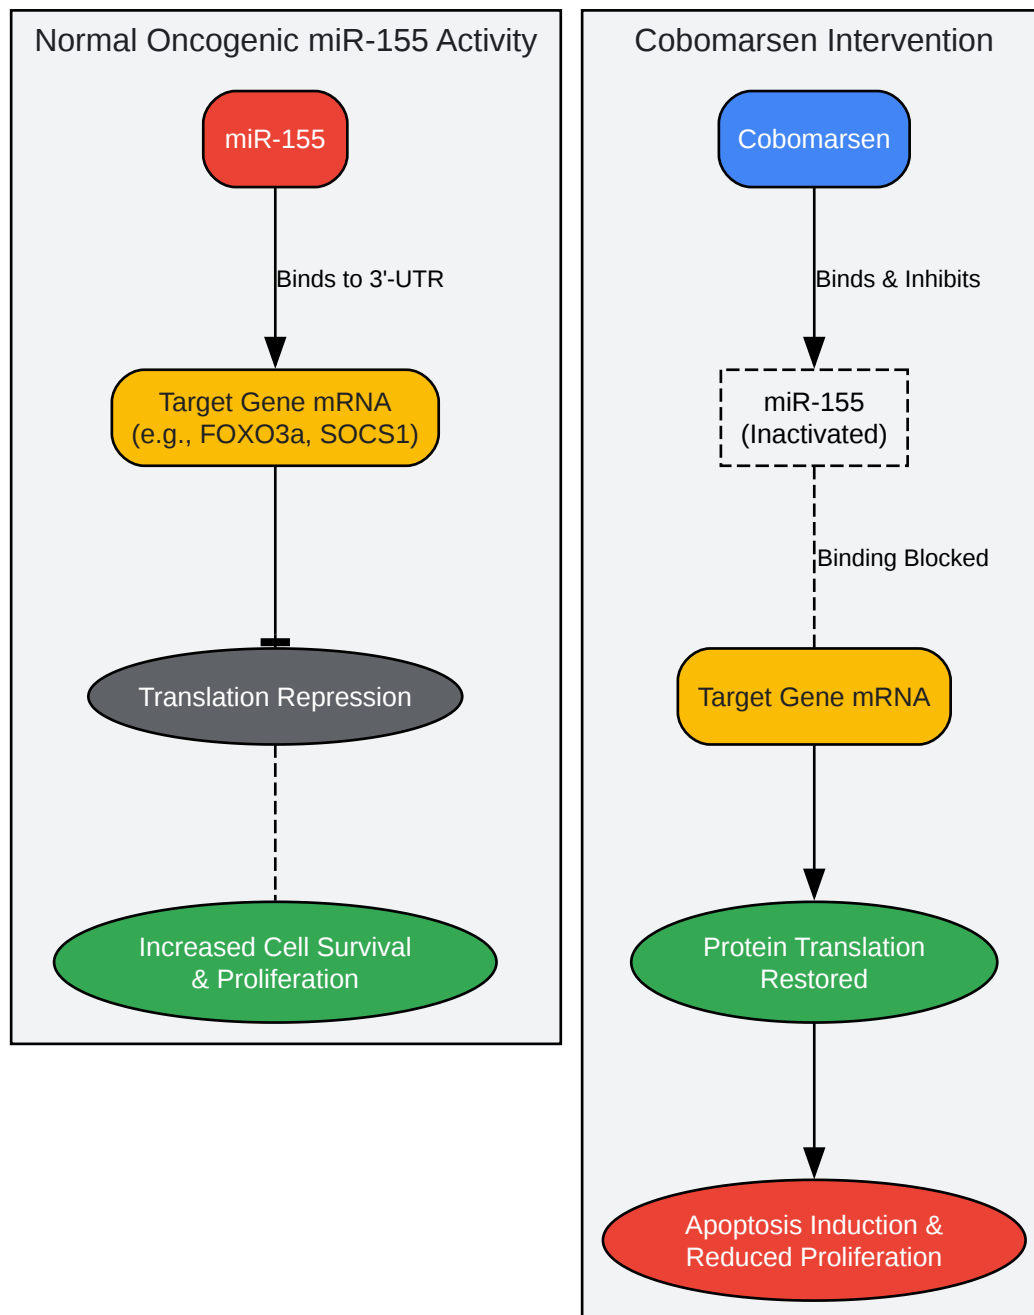 Normal Oncogenic miR-155 Activity
miR-155
Binds to 3'-UTR
Target Gene mRNA
(e.g., FOXO3a, SOCS1)
Translation Repression
Increased Cell Survival
& Proliferation
Cobomarsen Intervention
Cobomarsen
Binds & Inhibits
miR-155
(Inactivated)
Binding Blocked
Target Gene mRNA
Protein Translation
Restored
Apoptosis Induction &
Reduced Proliferation